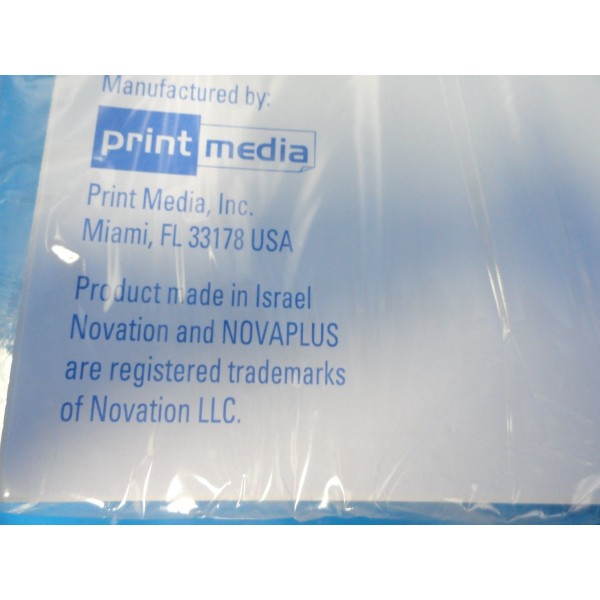 Manufactured by:
print media
Print Media, Inc.
Miami, FL 33178 USA
Product made in Israel
Novation and NOVAPLUS
are registered trademarks
of Novation LLC.